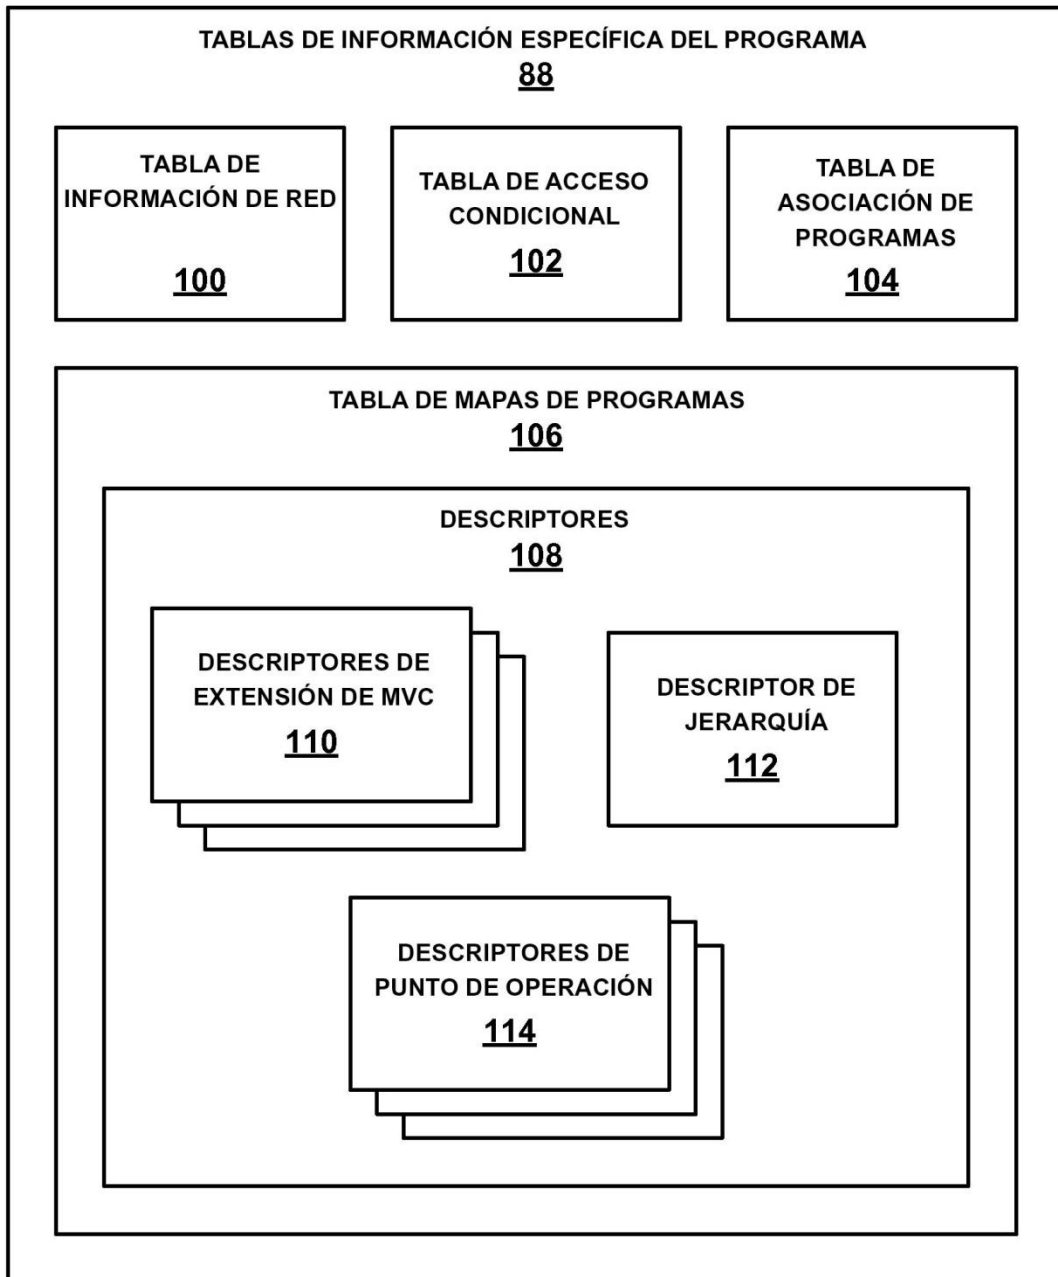 TABLAS DE INFORMACIÓN ESPECÍFICA DEL PROGRAMA
88
TABLA DE
INFORMACIÓN DE RED
100
TABLA DE ACCESO
CONDICIONAL
102
TABLA DE
ASOCIACIÓN DE
PROGRAMAS
104
TABLA DE MAPAS DE PROGRAMAS
106
DESCRIPTORES
108
DESCRIPTORES DE
EXTENSIÓN DE MVC
110
DESCRIPTOR DE
JERARQUÍA
112
DESCRIPTORES DE
PUNTO DE OPERACIÓN
114